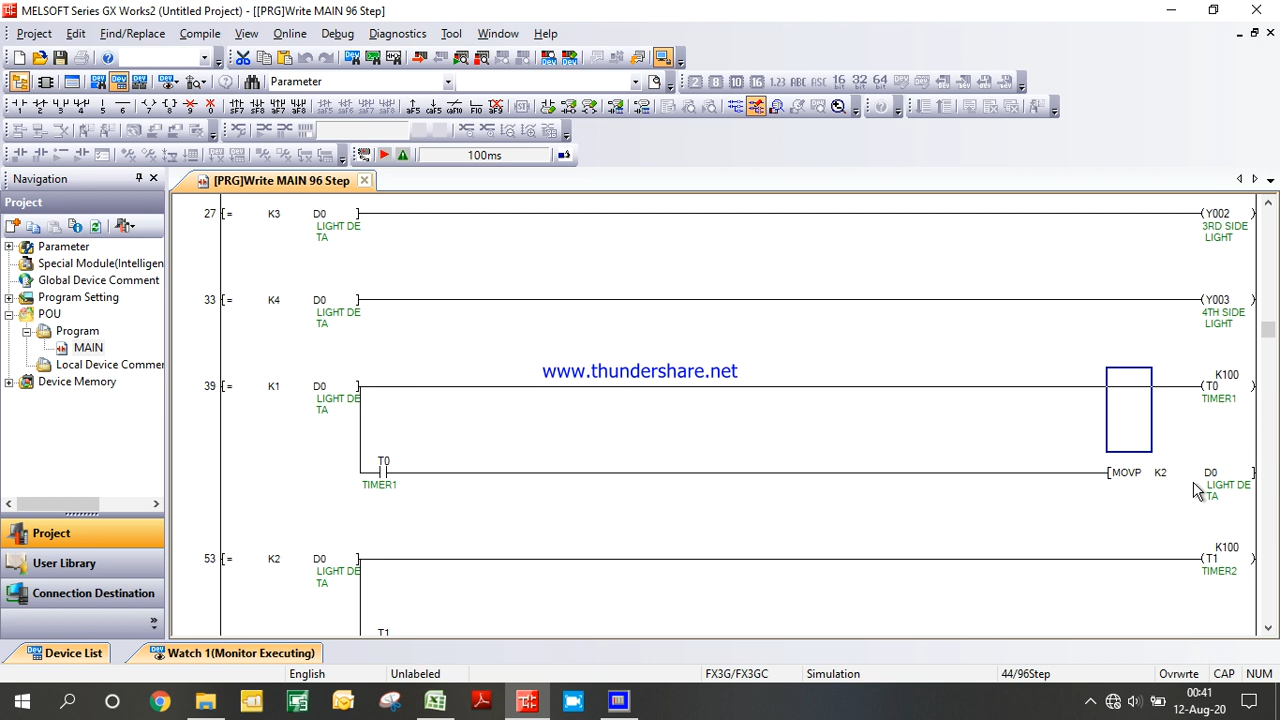 MELSOFT Series GX Works2 (Untitled Project) - [[PRG]Write MAIN 96 Step]
Project Edit Find/Replace Compile View Online Debug Diagnostics Tool Window Help
Parameter
100ms
Navigation
[PRG]Write MAIN 96 Step
Project
Parameter
Special Module(Intelligen
Global Device Comment
Program Setting
POU
Program
MAIN
Local Device Commer
Device Memory
Project
User Library
Connection Destination
27 [= K3 D0 ] (Y002 )
LIGHT DE
TA
3RD SIDE
LIGHT
33 [= K4 D0 ] (Y003 )
LIGHT DE
TA
4TH SIDE
LIGHT
www.thundershare.net
K100
39 [= K1 D0 ] (T0 )
LIGHT DE
TA
TIMER1
T0
[MOVP K2 D0 ]
TIMER1
LIGHT DE
TA
K100
53 [= K2 D0 ] (T1 )
LIGHT DE
TA
TIMER2
T1
Device List
Watch 1(Monitor Executing)
English Unlabeled FX3G/FX3GC Simulation 44/96Step Ovrwrte CAP NUM
00:41
12-Aug-20